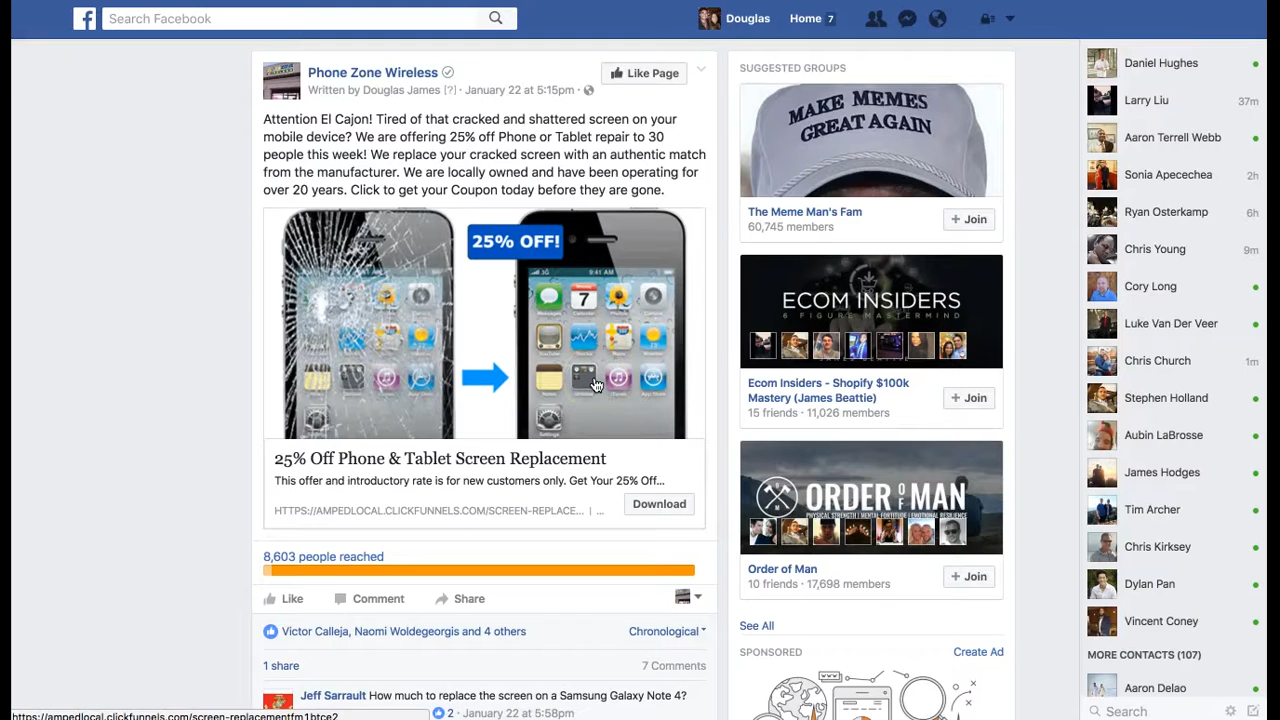 Search Facebook
Douglas
Home 7
Phone Zone Wireless
Like Page
Written by Douglas James [?] · January 22 at 5:15pm ·
Attention El Cajon! Tired of that cracked and shattered screen on your
mobile device? We are offering 25% off Phone or Tablet repair to 30
people this week! We replace your cracked screen with an authentic match
from the manufacturer. We are locally owned and have been operating for
over 20 years. Click to get your Coupon today before they are gone.
25% OFF!
9:41 AM
7
Settings
25% Off Phone & Tablet Screen Replacement
This offer and introductory rate is for new customers only. Get Your 25% Off...
HTTPS://AMPEDLOCAL.CLICKFUNNELS.COM/SCREEN-REPLACE... | ...
Download
8,603 people reached
Like Comment Share
Victor Calleja, Naomi Woldegeorgis and 4 others
Chronological
1 share
7 Comments
Jeff Sarrault How much to replace the screen on a Samsung Galaxy Note 4?
2 · January 22 at 5:58pm
https://ampedlocal.clickfunnels.com/screen-replacementfm1btce2
SUGGESTED GROUPS
MAKE MEMES
GREAT AGAIN
The Meme Man's Fam
60,745 members
+ Join
ECOM INSIDERS
6 FIGURE MASTERMIND
Ecom Insiders - Shopify $100k
Mastery (James Beattie)
15 friends · 11,026 members
+ Join
ORDER OF MAN
PHYSICAL STRENGTH | MENTAL FORTITUDE | EMOTIONAL RESILIENCE
Order of Man
10 friends · 17,698 members
+ Join
See All
SPONSORED
Create Ad
Daniel Hughes
Larry Liu 37m
Aaron Terrell Webb
Sonia Apecechea 2h
Ryan Osterkamp 6h
Chris Young 9m
Cory Long
Luke Van Der Veer
Chris Church 1m
Stephen Holland
Aubin LaBrosse
James Hodges
Tim Archer
Chris Kirksey
Dylan Pan
Vincent Coney
MORE CONTACTS (107)
Aaron Delao
Search